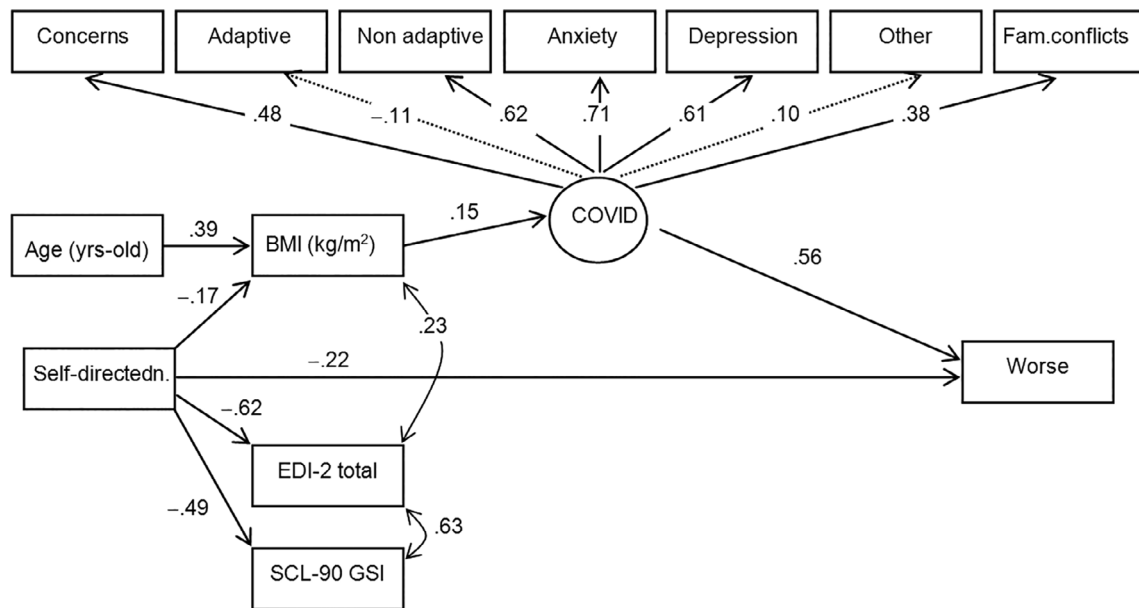 Concerns
Adaptive
Non adaptive
Anxiety
Depression
Other
Fam.conflicts
.48
–.11
.62
.71
.61
.10
.38
COVID
.15
Age (yrs-old)
.39
BMI (kg/m²)
.56
–.17
.23
Self-directedn.
–.22
Worse
–.62
EDI-2 total
–.49
.63
SCL-90 GSI